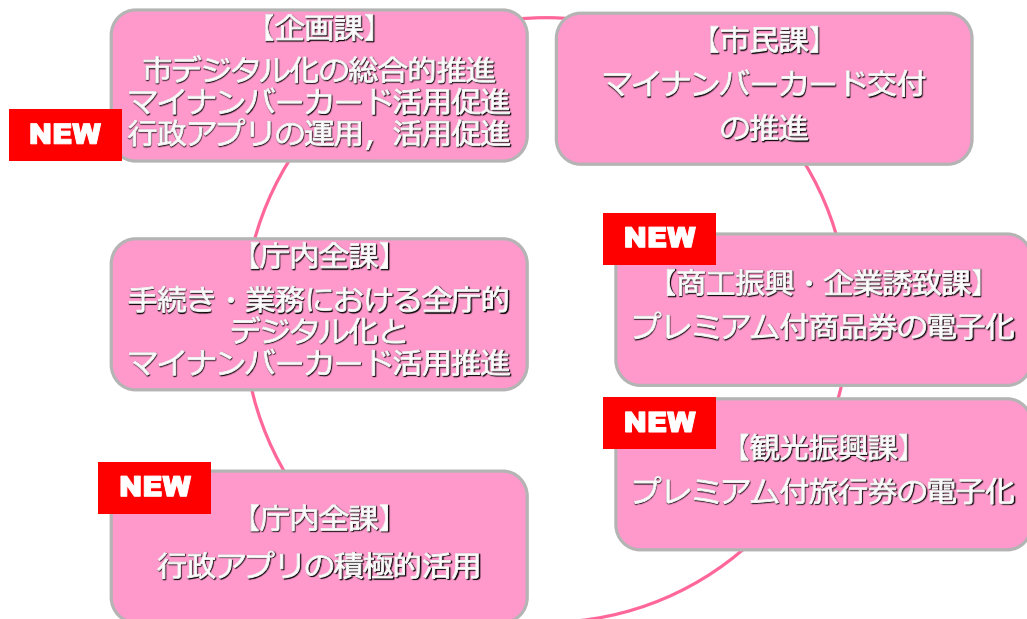 【企画課】
市デジタル化の総合的推進
マイナンバーカード活用促進
行政アプリの運用，活用促進
NEW
【市民課】
マイナンバーカード交付
の推進
NEW
【商工振興・企業誘致課】
プレミアム付商品券の電子化
NEW
【観光振興課】
プレミアム付旅行券の電子化
【庁内全課】
手続き・業務における全庁的
デジタル化と
マイナンバーカード活用推進
NEW
【庁内全課】
行政アプリの積極的活用